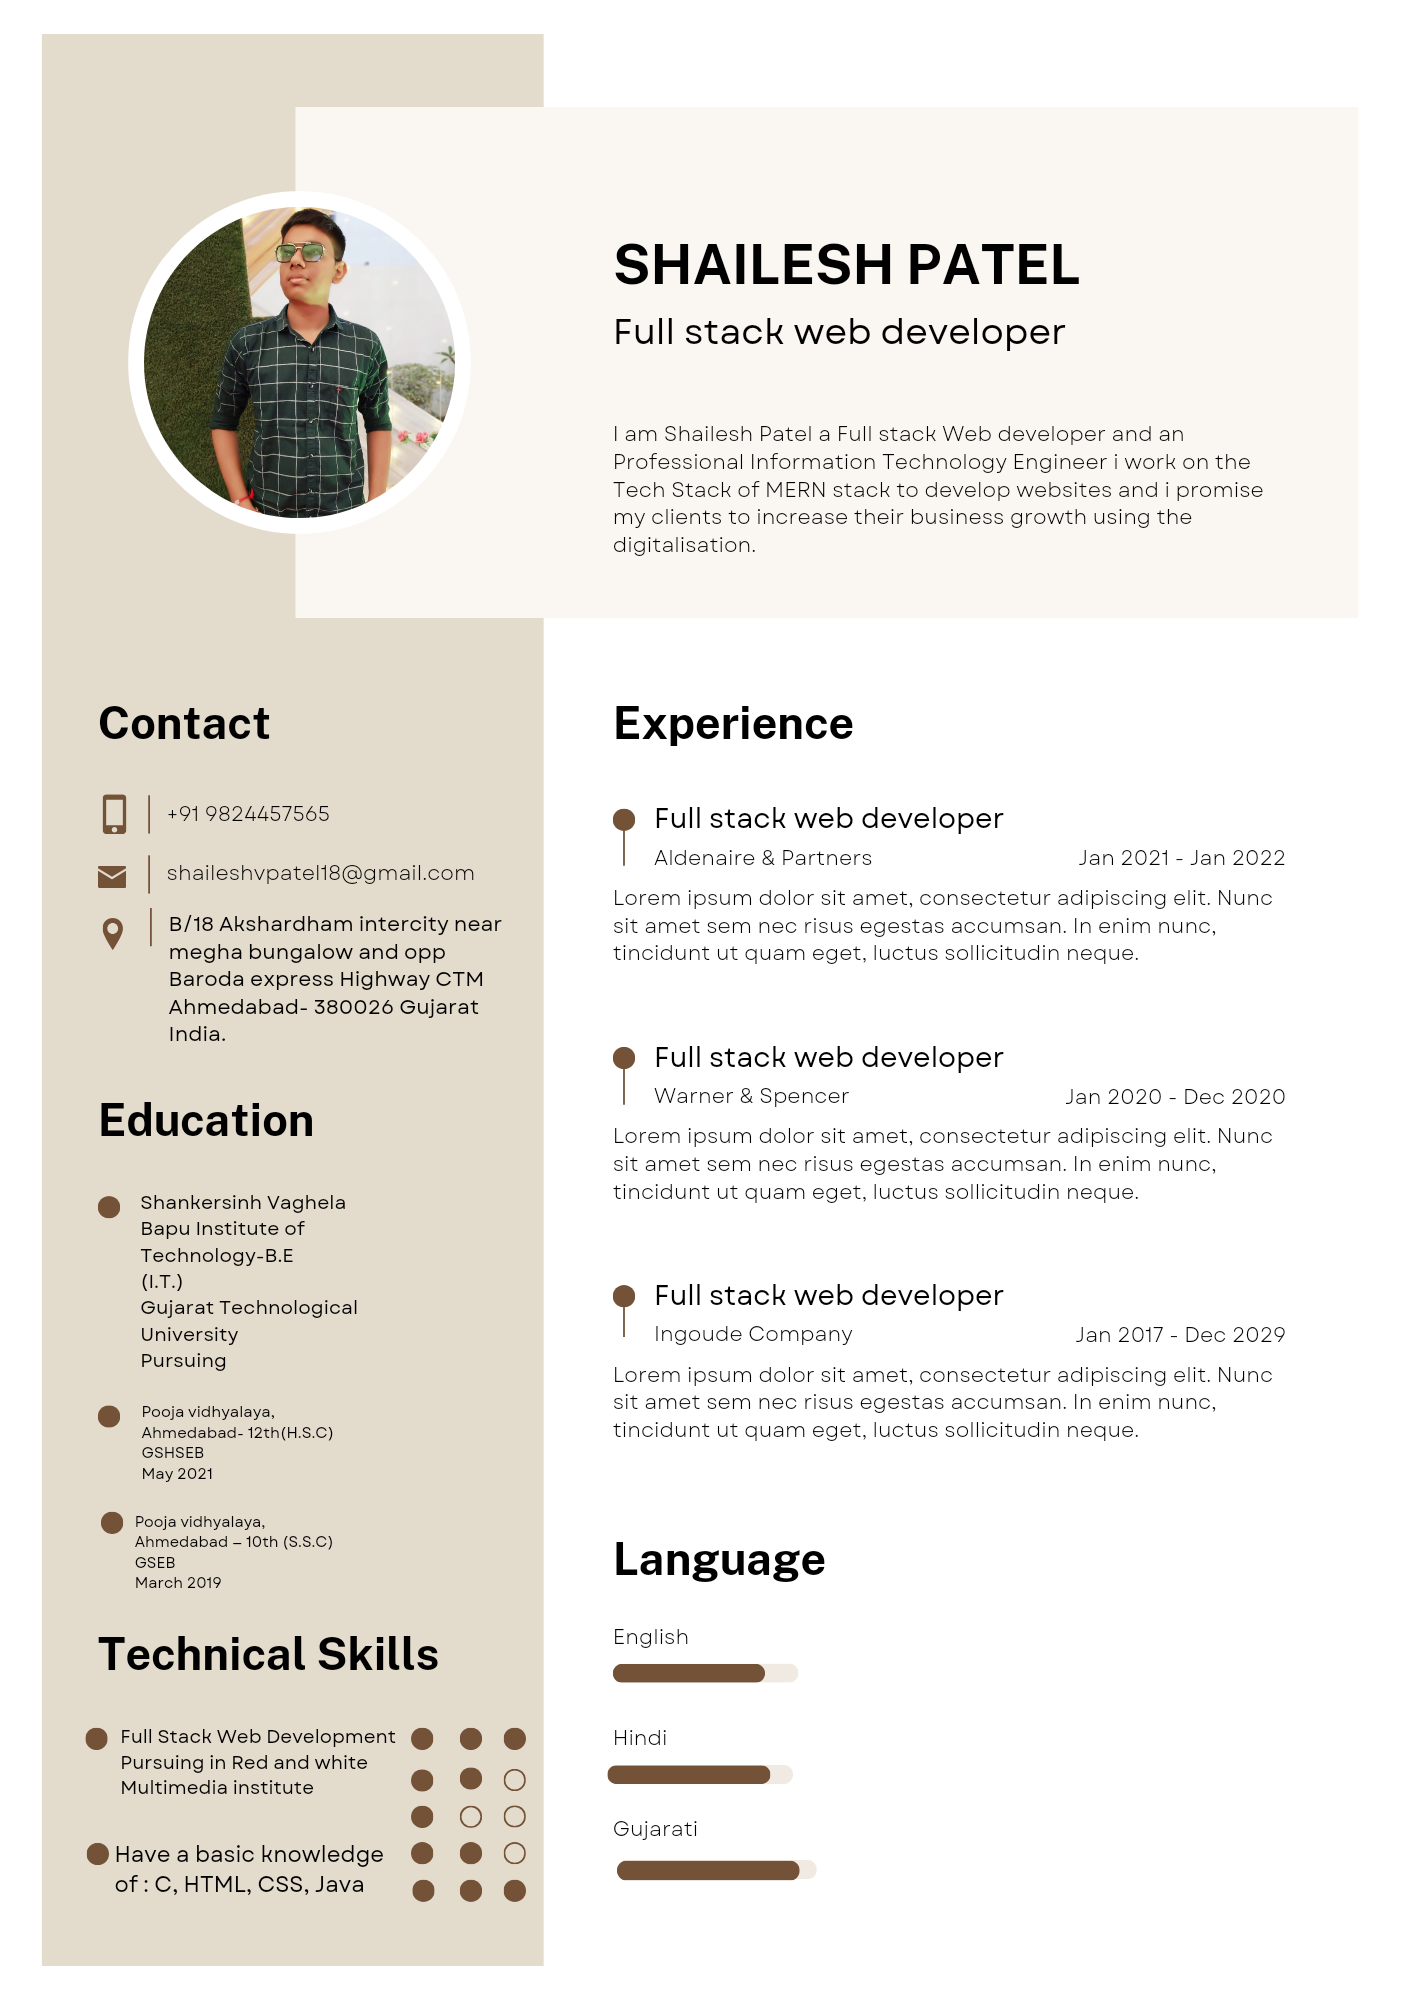 SHAILESH PATEL
Full stack web developer
I am Shailesh Patel a Full stack Web developer and an
Professional Information Technology Engineer i work on the
Tech Stack of MERN stack to develop websites and i promise
my clients to increase their business growth using the
digitalisation.
Contact
+91 9824457565
shaileshvpatel18@gmail.com
B/18 Akshardham intercity near
megha bungalow and opp
Baroda express Highway CTM
Ahmedabad- 380026 Gujarat
India.
Education
Shankersinh Vaghela
Bapu Institute of
Technology-B.E
(I.T.)
Gujarat Technological
University
Pursuing
Pooja vidhyalaya,
Ahmedabad- 12th(H.S.C)
GSHSEB
May 2021
Pooja vidhyalaya,
Ahmedabad – 10th (S.S.C)
GSEB
March 2019
Technical Skills
Full Stack Web Development
Pursuing in Red and white
Multimedia institute
Have a basic knowledge
of : C, HTML, CSS, Java
Experience
Full stack web developer
Aldenaire & Partners Jan 2021 - Jan 2022
Lorem ipsum dolor sit amet, consectetur adipiscing elit. Nunc
sit amet sem nec risus egestas accumsan. In enim nunc,
tincidunt ut quam eget, luctus sollicitudin neque.
Full stack web developer
Warner & Spencer Jan 2020 - Dec 2020
Lorem ipsum dolor sit amet, consectetur adipiscing elit. Nunc
sit amet sem nec risus egestas accumsan. In enim nunc,
tincidunt ut quam eget, luctus sollicitudin neque.
Full stack web developer
Ingoude Company Jan 2017 - Dec 2029
Lorem ipsum dolor sit amet, consectetur adipiscing elit. Nunc
sit amet sem nec risus egestas accumsan. In enim nunc,
tincidunt ut quam eget, luctus sollicitudin neque.
Language
English
Hindi
Gujarati